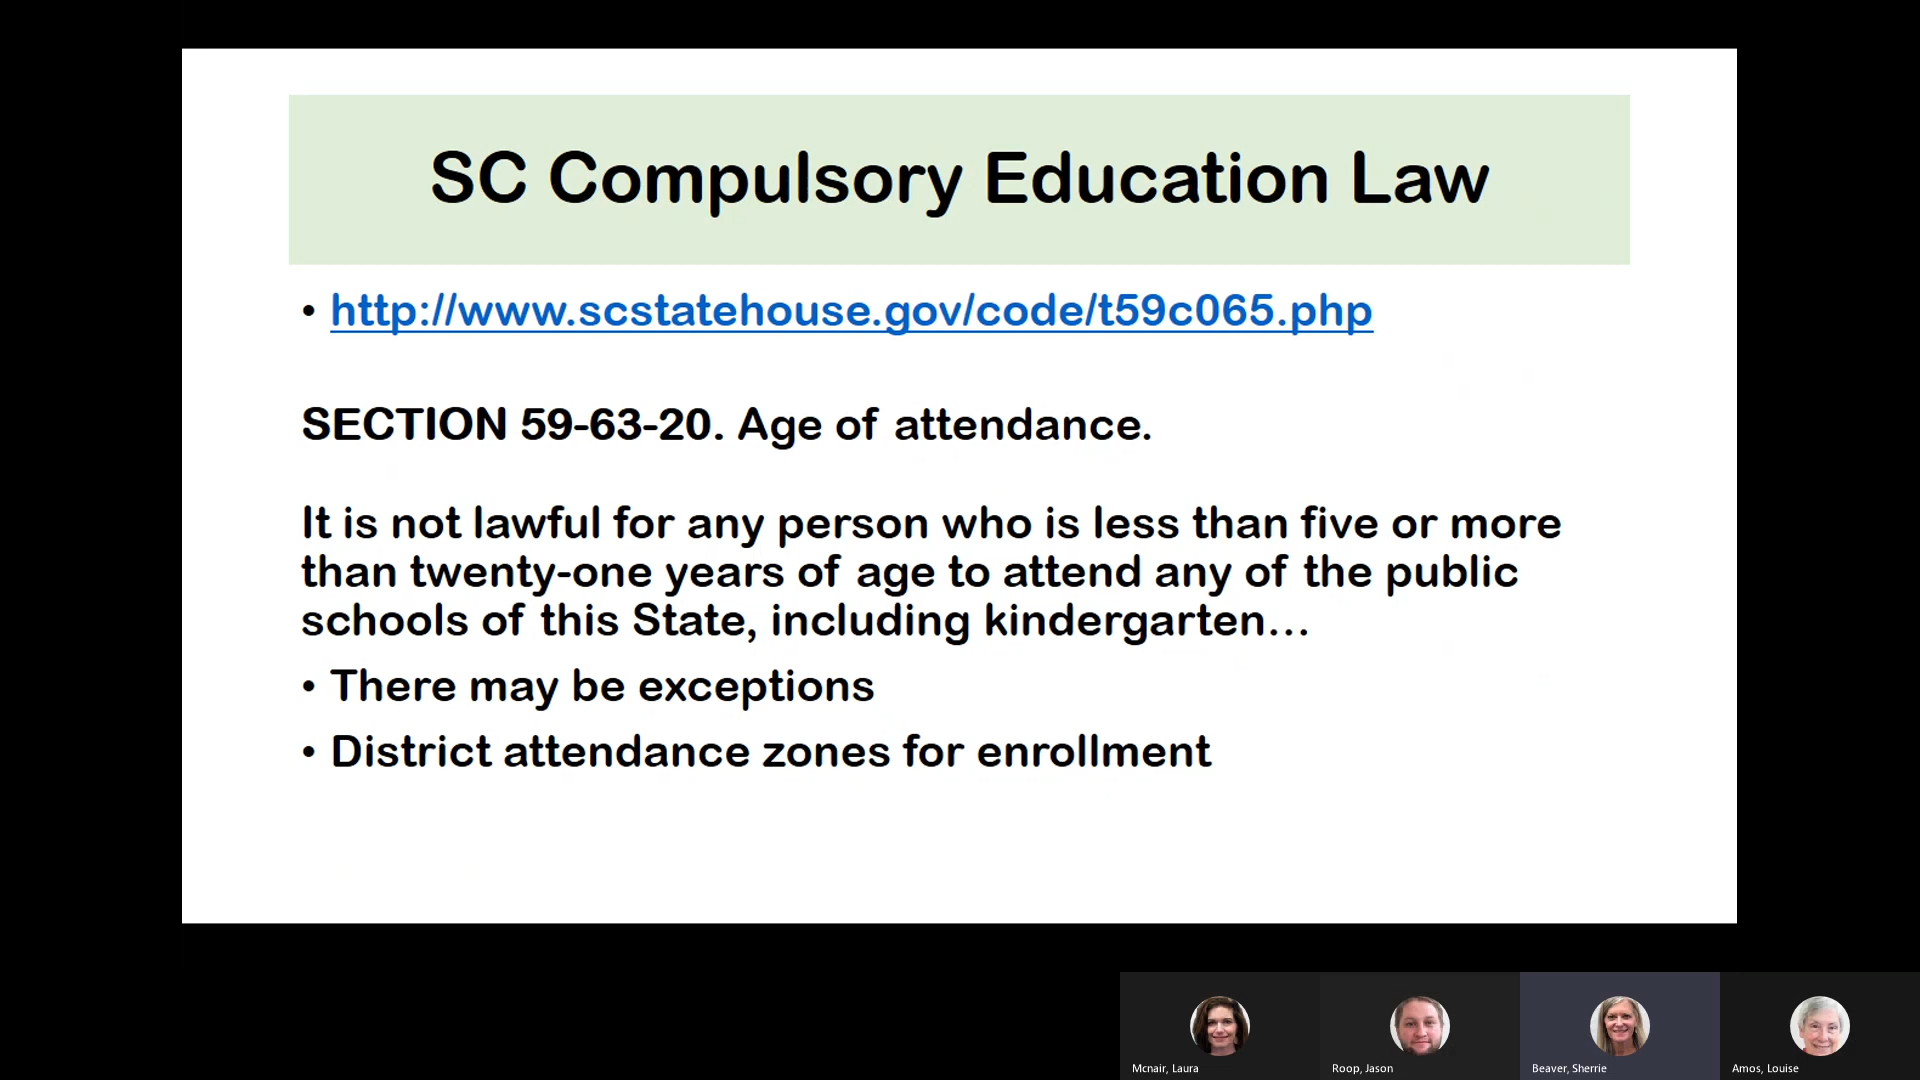 SC Compulsory Education Law
• http://www.scstatehouse.gov/code/t59c065.php
SECTION 59-63-20. Age of attendance.
It is not lawful for any person who is less than five or more
than twenty-one years of age to attend any of the public
schools of this State, including kindergarten...
• There may be exceptions
• District attendance zones for enrollment
Mcnair, Laura
Roop, Jason
Beaver, Sherrie
Amos, Louise